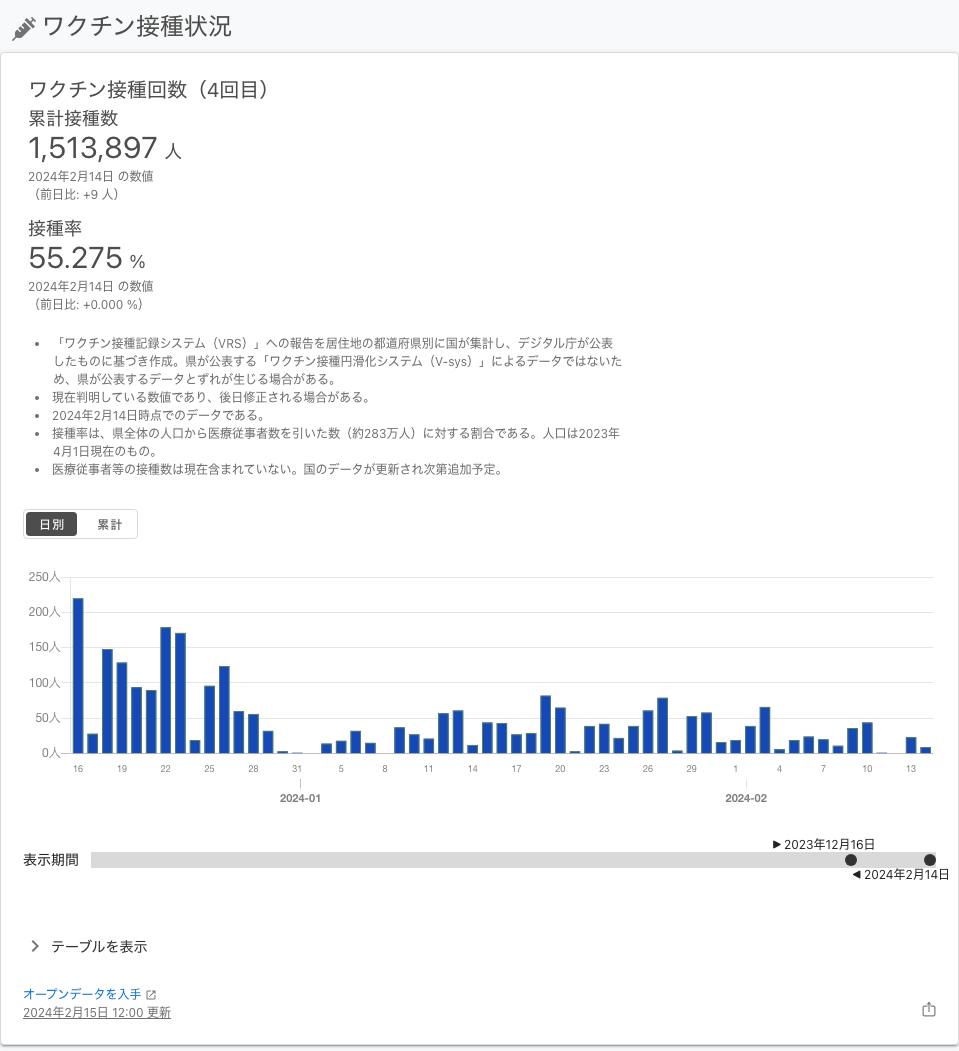 ワクチン接種状況
ワクチン接種回数（4回目）
累計接種数
1,513,897 人
2024年2月14日 の数値
（前日比: +9 人）
接種率
55.275 %
2024年2月14日 の数値
（前日比: +0.000 %）
• 「ワクチン接種記録システム（VRS）」への報告を居住地の都道府県別に国が集計し、デジタル庁が公表
したものに基づき作成。県が公表する「ワクチン接種円滑化システム（V-sys）」によるデータではないた
め、県が公表するデータとずれが生じる場合がある。
• 現在判明している数値であり、後日修正される場合がある。
• 2024年2月14日時点でのデータである。
• 接種率は、県全体の人口から医療従事者数を引いた数（約283万人）に対する割合である。人口は2023年
4月1日現在のもの。
• 医療従事者等の接種数は現在含まれていない。国のデータが更新され次第追加予定。
日別 累計
250人
200人
150人
100人
50人
0人
16 19 22 25 28 31 5 8 11 14 17 20 23 26 29 1 4 7 10 13
2024-01 2024-02
▶ 2023年12月16日
表示期間
◀ 2024年2月14日
テーブルを表示
オープンデータを入手
2024年2月15日 12:00 更新